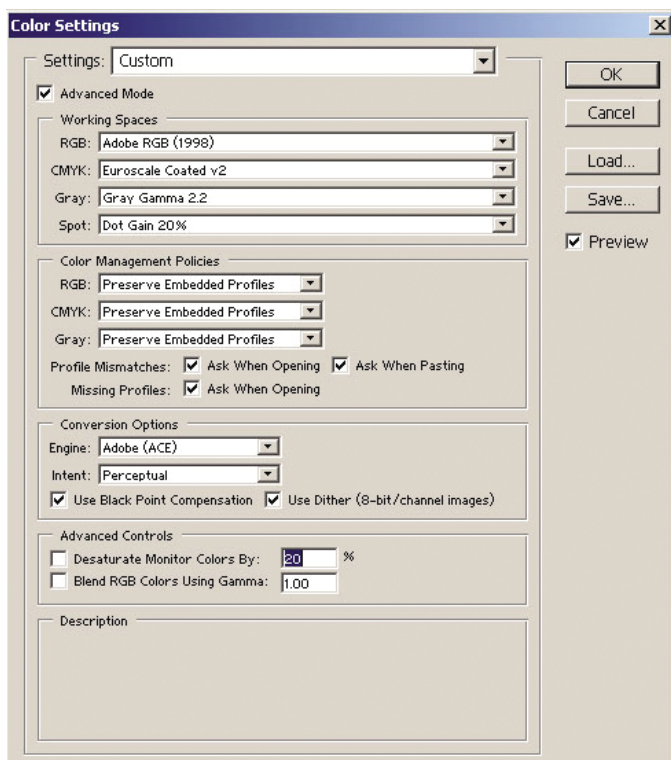 Color Settings
Settings: Custom
OK
Advanced Mode
Cancel
Working Spaces
RGB: Adobe RGB (1998)
CMYK: Euroscale Coated v2
Load...
Gray: Gray Gamma 2.2
Save...
Spot: Dot Gain 20%
Preview
Color Management Policies
RGB: Preserve Embedded Profiles
CMYK: Preserve Embedded Profiles
Gray: Preserve Embedded Profiles
Profile Mismatches: Ask When Opening Ask When Pasting
Missing Profiles: Ask When Opening
Conversion Options
Engine: Adobe (ACE)
Intent: Perceptual
Use Black Point Compensation Use Dither (8-bit/channel images)
Advanced Controls
Desaturate Monitor Colors By: 20 %
Blend RGB Colors Using Gamma: 1.00
Description